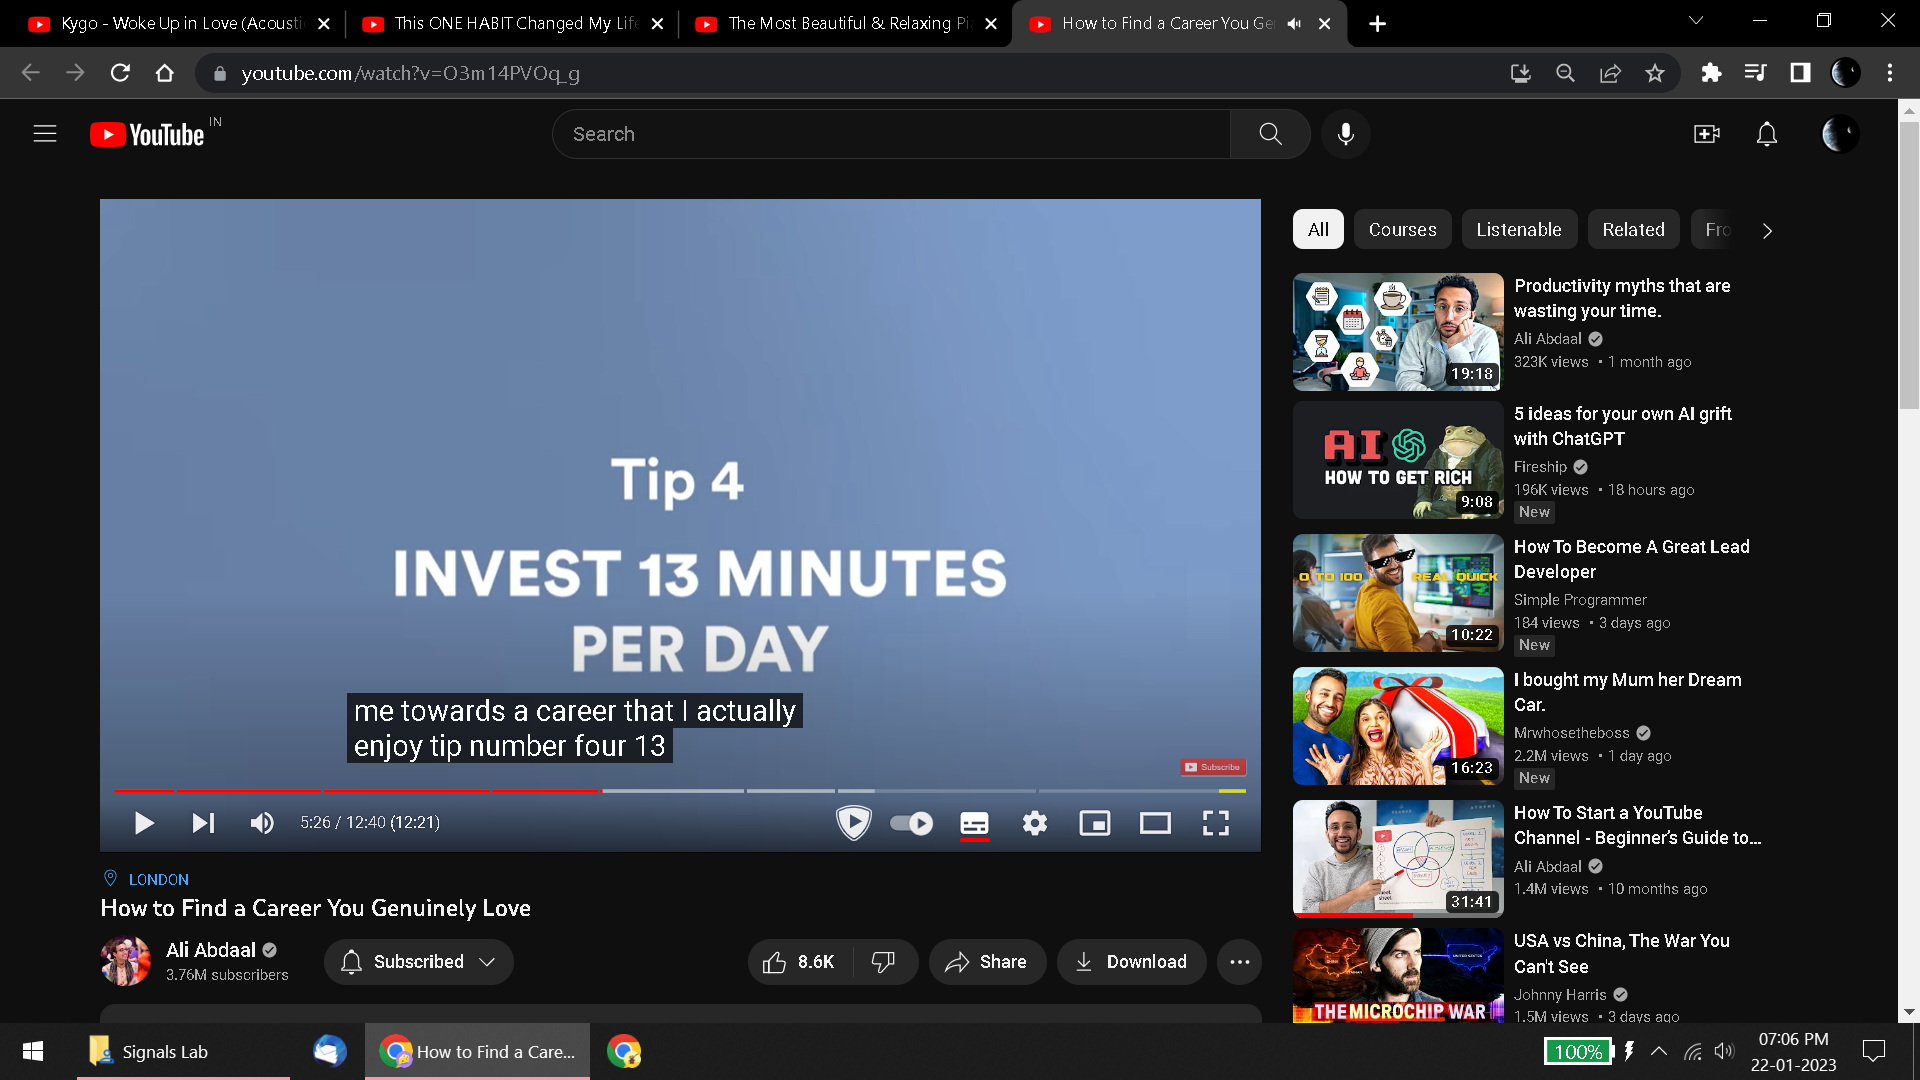 Kygo - Woke Up in Love (Acousti
This ONE HABIT Changed My Life
The Most Beautiful & Relaxing Pi
How to Find a Career You Ge
youtube.com/watch?v=O3m14PVOq_g
YouTube IN
Search
Tip 4
INVEST 13 MINUTES
PER DAY
me towards a career that I actually
enjoy tip number four 13
Subscribe
5:26 / 12:40 (12:21)
LONDON
How to Find a Career You Genuinely Love
Ali Abdaal
3.76M subscribers
Subscribed
8.6K
Share
Download
All
Courses
Listenable
Related
Fro
19:18
Productivity myths that are
wasting your time.
Ali Abdaal
323K views • 1 month ago
AI
HOW TO GET RICH
9:08
5 ideas for your own AI grift
with ChatGPT
Fireship
196K views • 18 hours ago
New
0 TO 100 REAL QUICK
10:22
How To Become A Great Lead
Developer
Simple Programmer
184 views • 3 days ago
New
16:23
I bought my Mum her Dream
Car.
Mrwhosetheboss
2.2M views • 1 day ago
New
31:41
How To Start a YouTube
Channel - Beginner's Guide to...
Ali Abdaal
1.4M views • 10 months ago
THE MICROCHIP WAR
USA vs China, The War You
Can't See
Johnny Harris
1.5M views • 3 days ago
Signals Lab
How to Find a Care...
100%
07:06 PM
22-01-2023